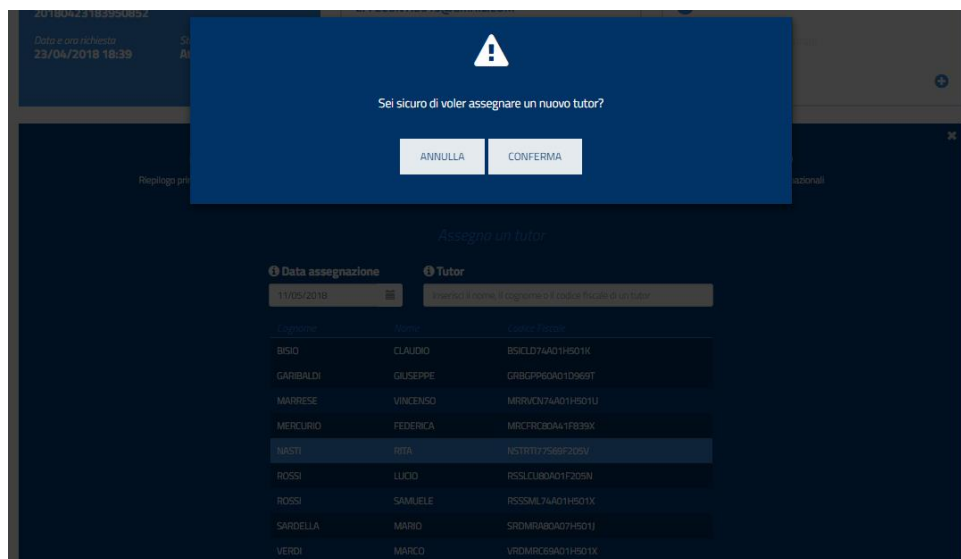 20180423183950852
Data e ora richiesta
23/04/2018 18:39
Sei sicuro di voler assegnare un nuovo tutor?
ANNULLA CONFERMA
Riepilogo
Assegna un tutor
Data assegnazione Tutor
11/05/2018 Inserisci il nome, il cognome o il codice fiscale di un tutor
Cognome Nome Codice Fiscale
BISIO CLAUDIO BSICLD74A01H501K
GARIBALDI GIUSEPPE GRBGPP60A01D969T
MARRESE VINCENSO MRRVCN74A01H501U
MERCURIO FEDERICA MRCFRC80A41F839X
NASTI RITA NSTRTI77S69F205V
ROSSI LUCIO RSSLCU80A01F205N
ROSSI SAMUELE RSSSML74A01H501X
SARDELLA MARIO SRDMRA80A07H501J
VERDI MARCO VRDMRC69A01H501X